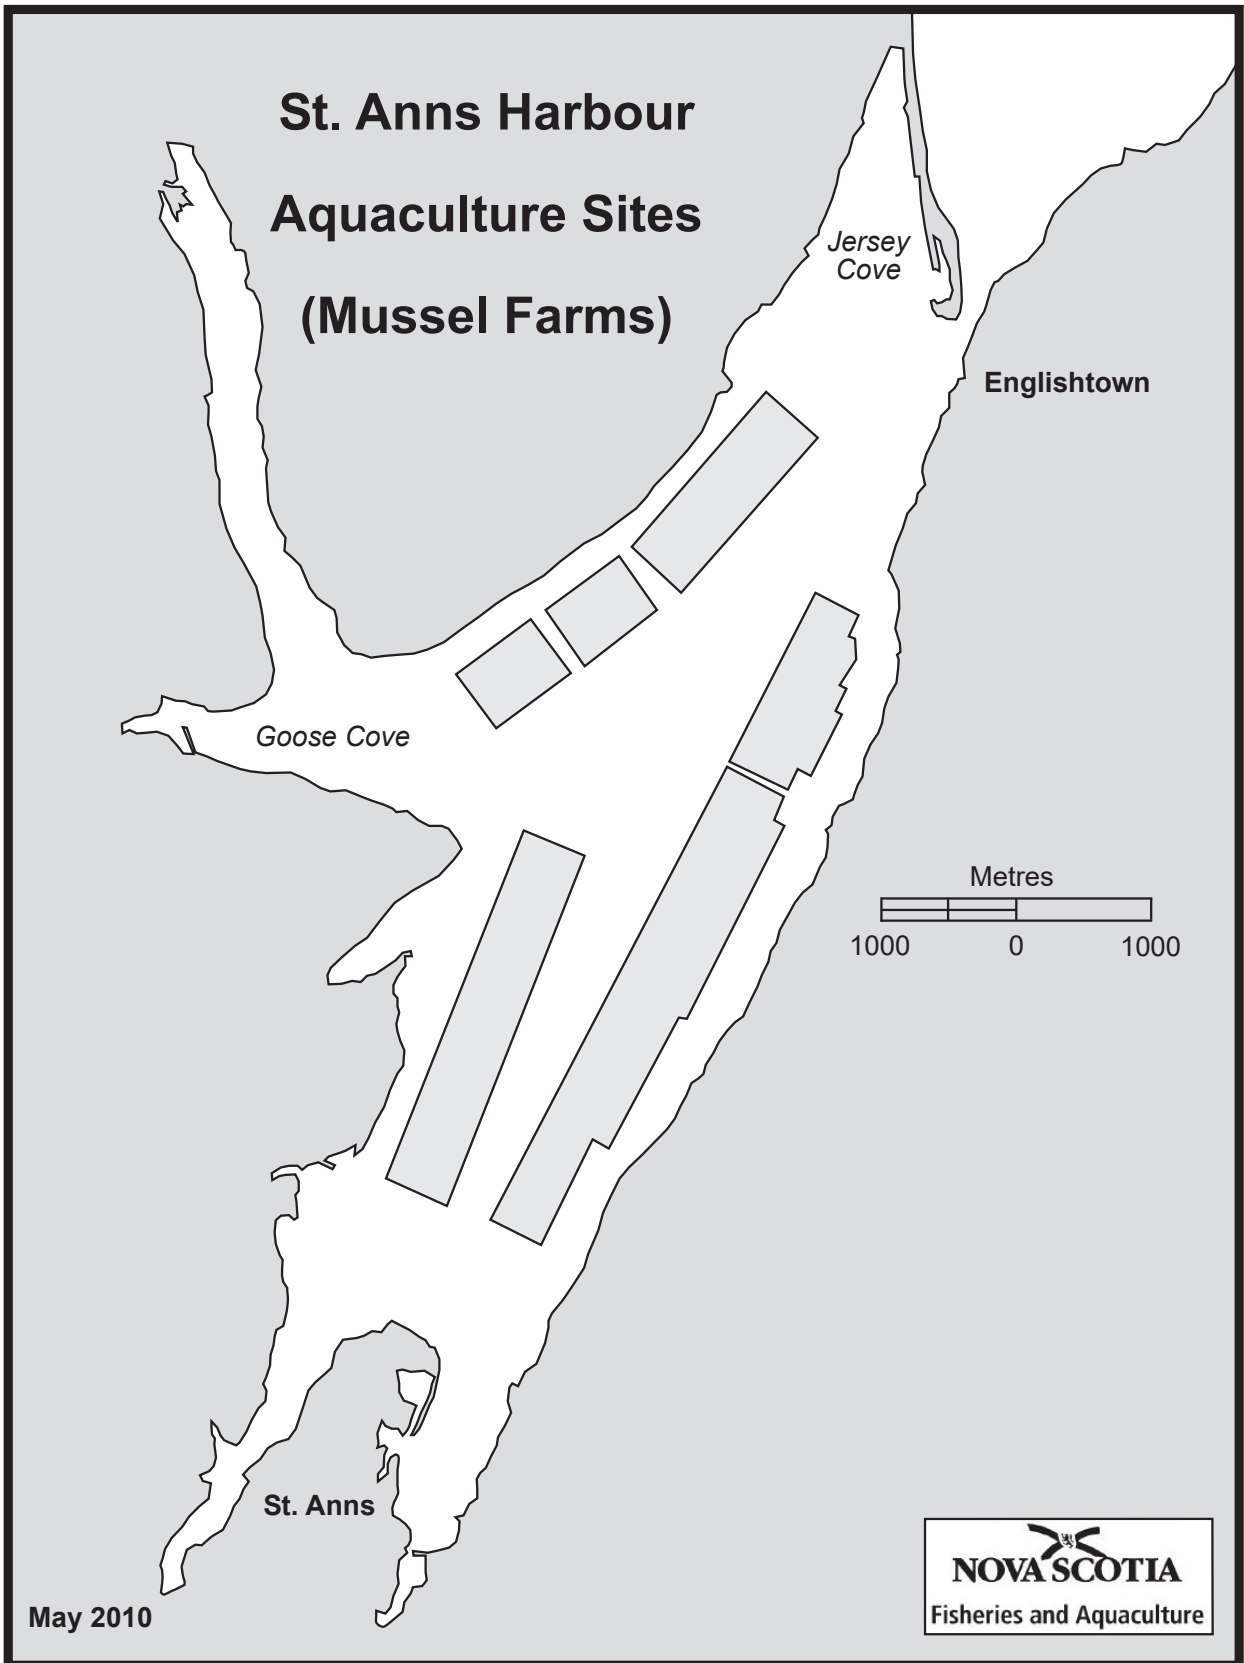 St. Anns Harbour
Aquaculture Sites
(Mussel Farms)
Jersey
Cove
Englishtown
Goose Cove
Metres
1000 0 1000
St. Anns
May 2010
NOVA SCOTIA
Fisheries and Aquaculture